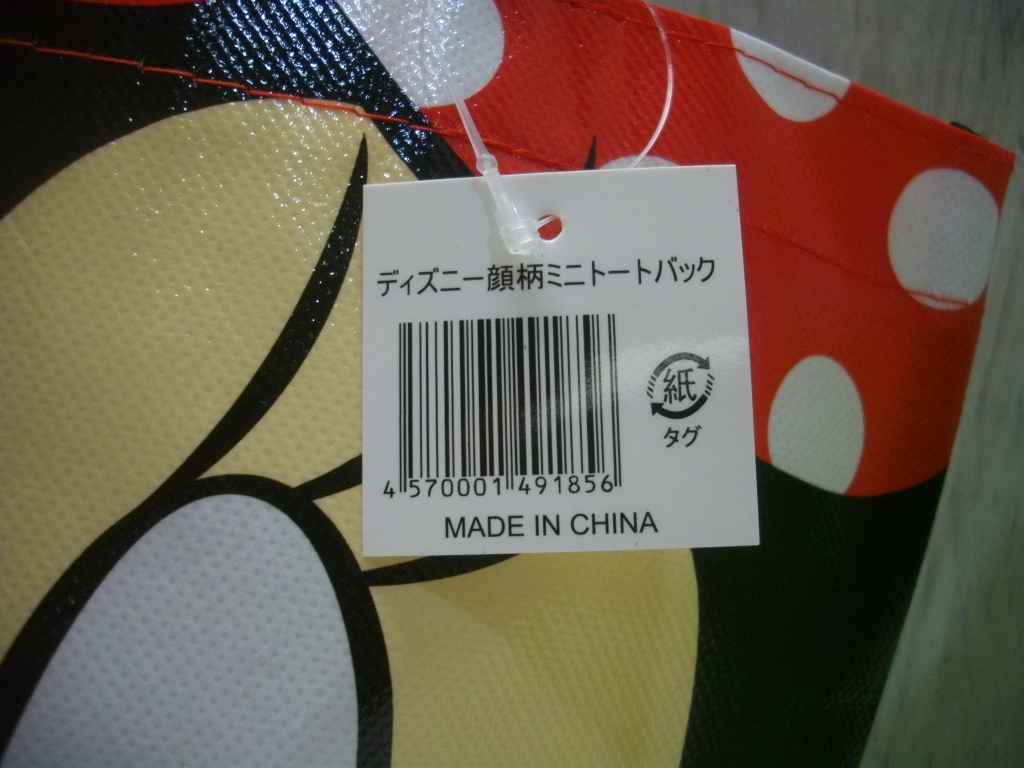 ディズニー顔柄ミニトートバック
紙
タグ
4 570001 491856
MADE IN CHINA